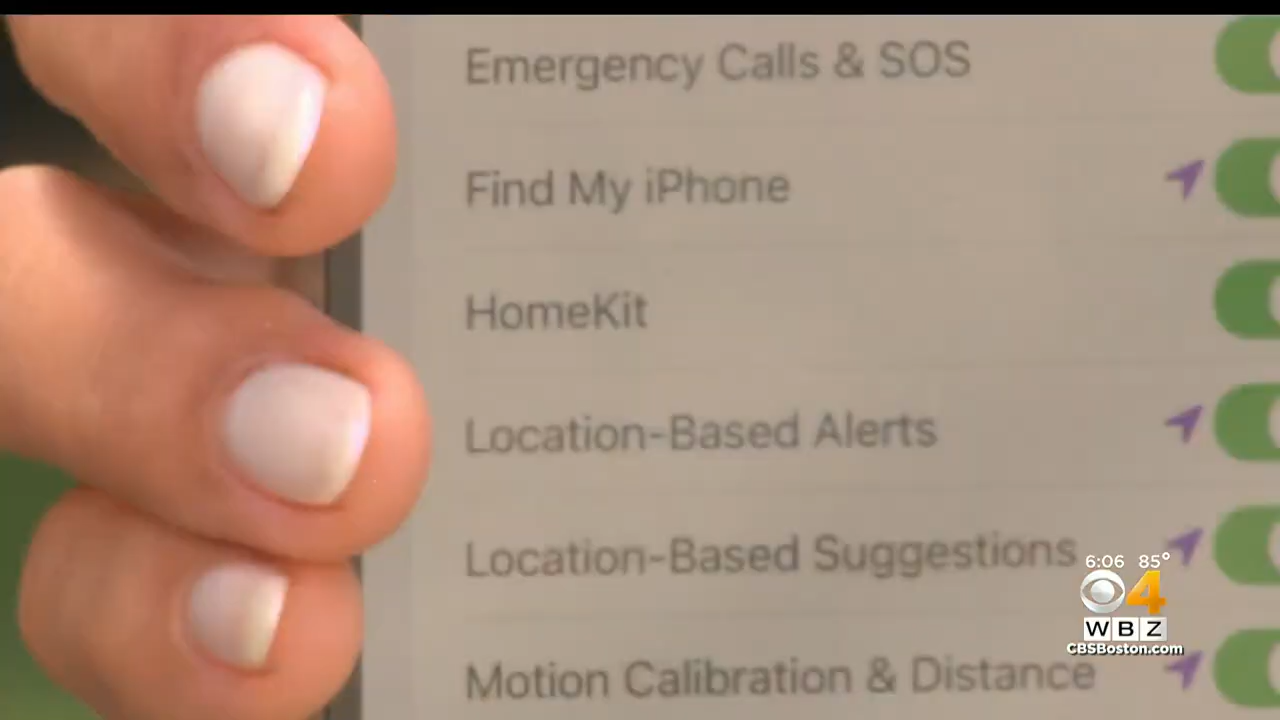 Emergency Calls & SOS
Find My iPhone
HomeKit
Location-Based Alerts
Location-Based Suggestions
Motion Calibration & Distance
6:06 85°
4
WBZ
CBSBoston.com